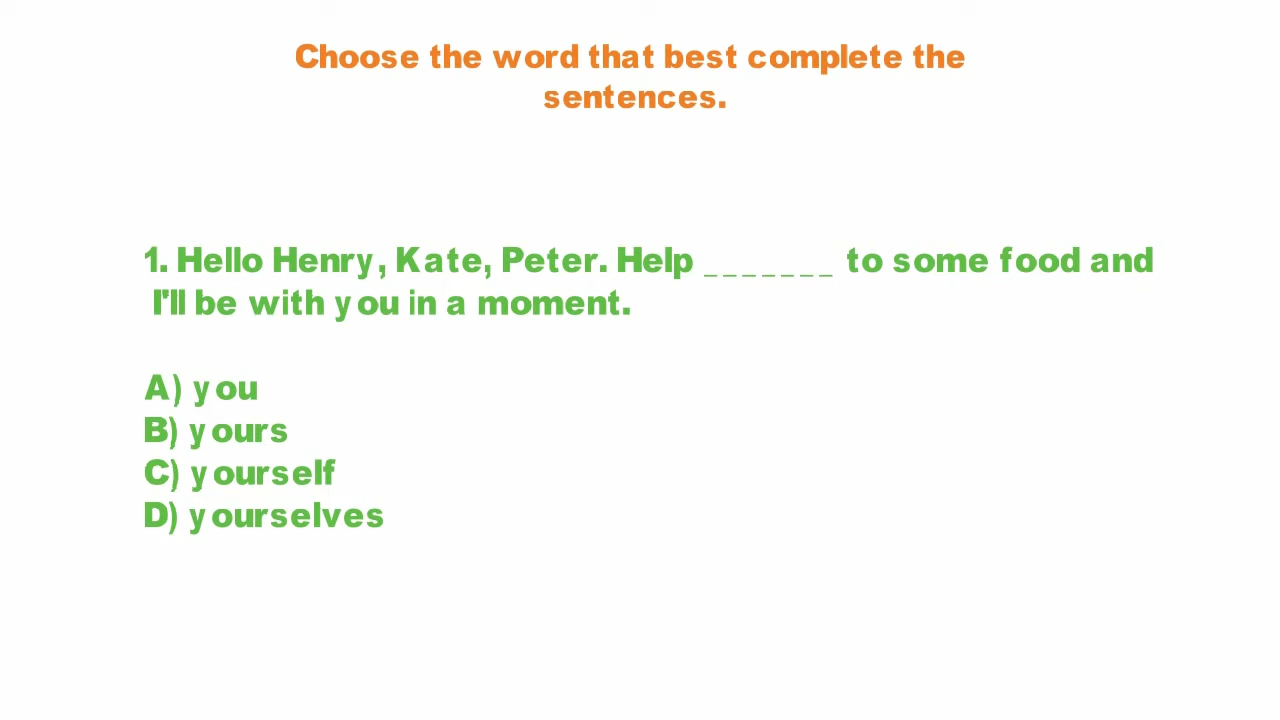 Choose the word that best complete the
sentences.
1. Hello Henry, Kate, Peter. Help _______ to some food and
I'll be with you in a moment.
A) you
B) yours
C) yourself
D) yourselves